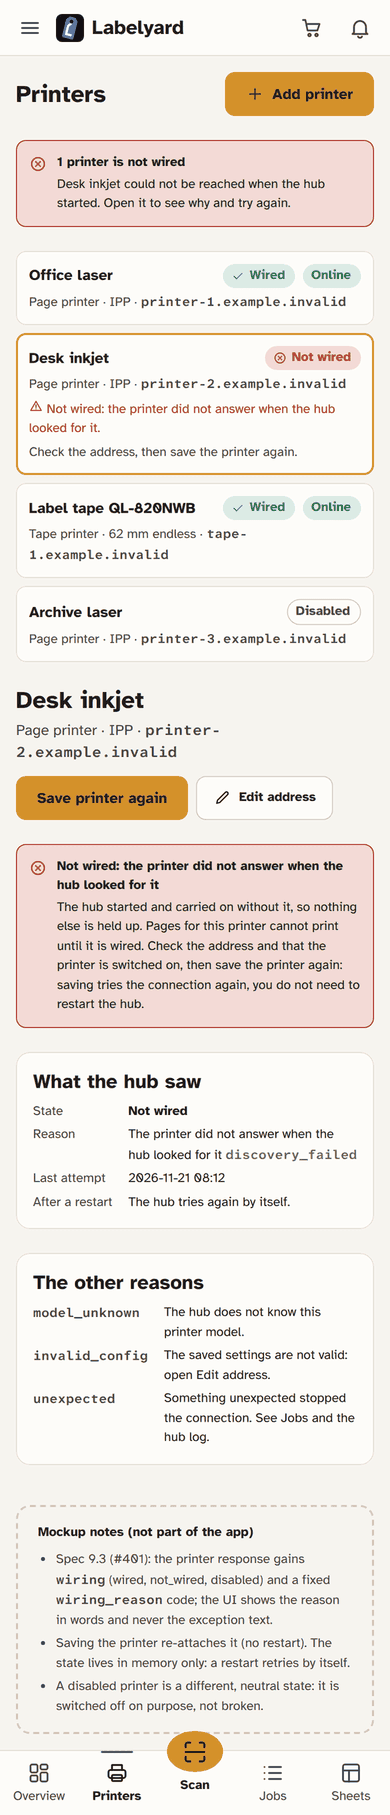 Labelyard
Printers
Add printer
1 printer is not wired
Desk inkjet could not be reached when the hub
started. Open it to see why and try again.
Office laser
Wired
Online
Page printer · IPP · printer-1.example.invalid
Desk inkjet
Not wired
Page printer · IPP · printer-2.example.invalid
Not wired: the printer did not answer when the hub
looked for it.
Check the address, then save the printer again.
Label tape QL-820NWB
Wired
Online
Tape printer · 62 mm endless · tape-
1.example.invalid
Archive laser
Disabled
Page printer · IPP · printer-3.example.invalid
Desk inkjet
Page printer · IPP · printer-
2.example.invalid
Save printer again
Edit address
Not wired: the printer did not answer when the
hub looked for it
The hub started and carried on without it, so nothing
else is held up. Pages for this printer cannot print
until it is wired. Check the address and that the
printer is switched on, then save the printer again:
saving tries the connection again, you do not need to
restart the hub.
What the hub saw
State
Not wired
Reason
The printer did not answer when the
hub looked for it discovery_failed
Last attempt
2026-11-21 08:12
After a restart
The hub tries again by itself.
The other reasons
model_unknown
The hub does not know this
printer model.
invalid_config
The saved settings are not valid:
open Edit address.
unexpected
Something unexpected stopped
the connection. See Jobs and the
hub log.
Mockup notes (not part of the app)
• Spec 9.3 (#401): the printer response gains
wiring (wired, not_wired, disabled) and a fixed
wiring_reason code; the UI shows the reason
in words and never the exception text.
• Saving the printer re-attaches it (no restart). The
state lives in memory only: a restart retries by itself.
• A disabled printer is a different, neutral state: it is
switched off on purpose, not broken.
Overview
Printers
Scan
Jobs
Sheets